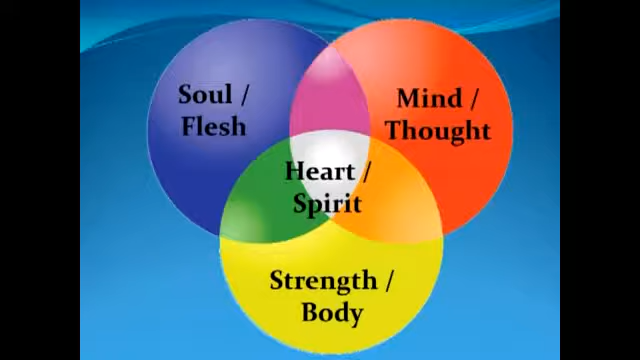 Soul /
Flesh
Mind /
Thought
Heart /
Spirit
Strength /
Body